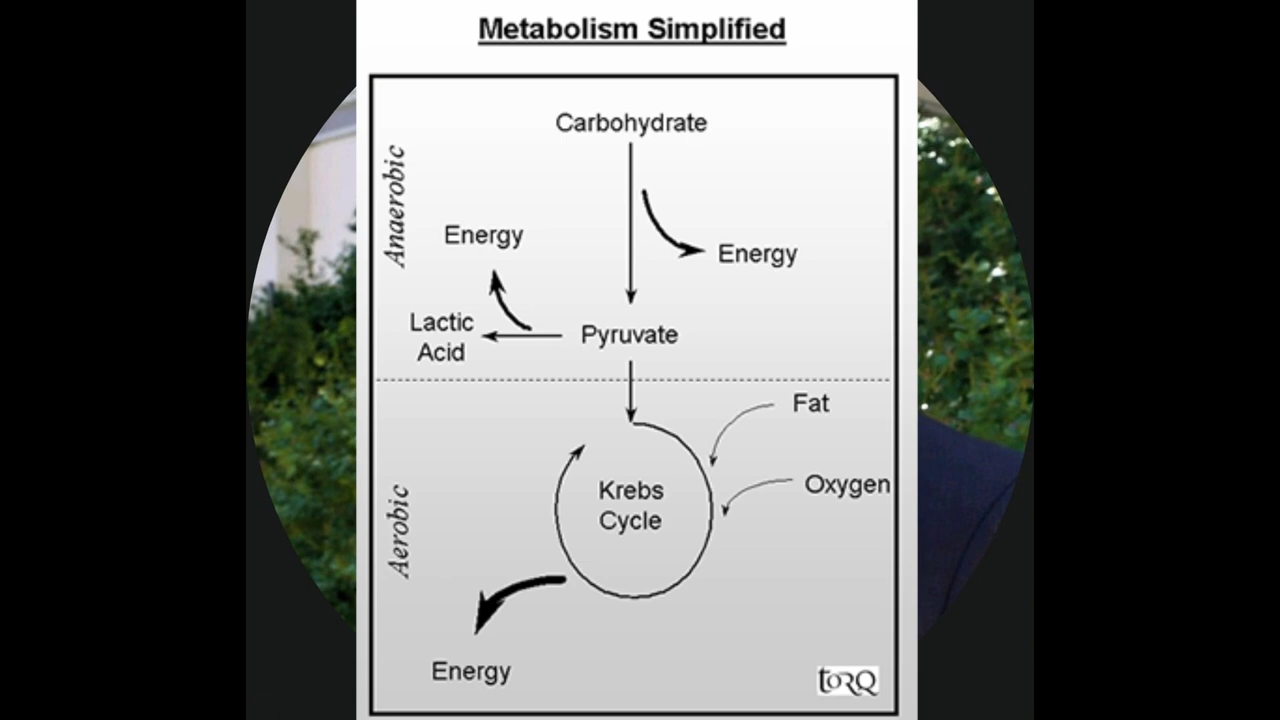 Metabolism Simplified
Carbohydrate
Anaerobic
Energy
Energy
Lactic
Acid
Pyruvate
Fat
Oxygen
Krebs
Cycle
Aerobic
Energy
torQ